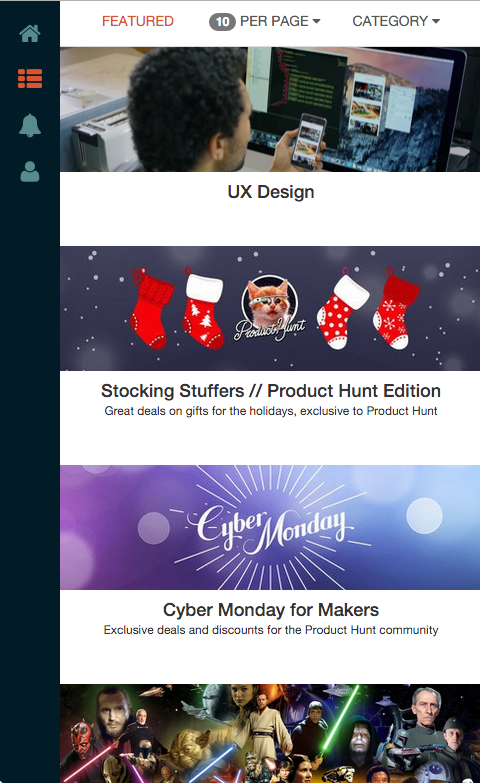 FEATURED
10 PER PAGE
CATEGORY
UX Design
Product Hunt
Stocking Stuffers // Product Hunt Edition
Great deals on gifts for the holidays, exclusive to Product Hunt
Cyber
Monday
Cyber Monday for Makers
Exclusive deals and discounts for the Product Hunt community